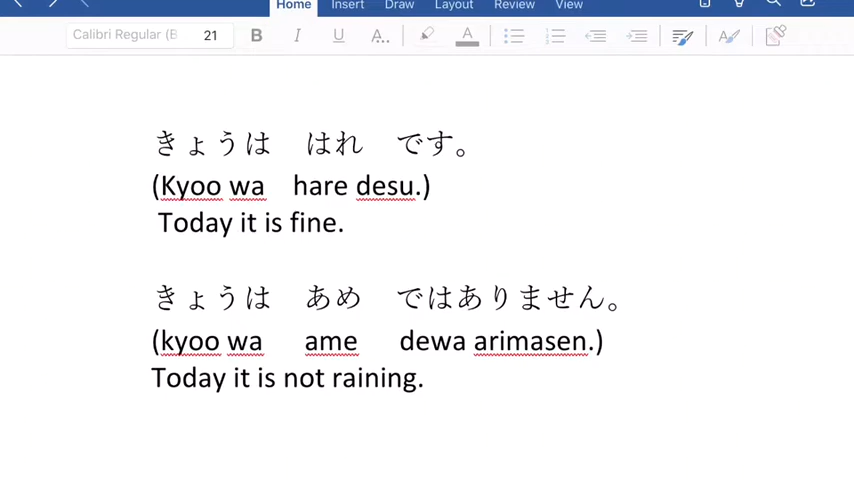 Home Insert Draw Layout Review View
Calibri Regular (B 21 B I U A..
きょうは　はれ　です。
(Kyoo wa hare desu.)
Today it is fine.
きょうは　あめ　ではありません。
(kyoo wa ame dewa arimasen.)
Today it is not raining.